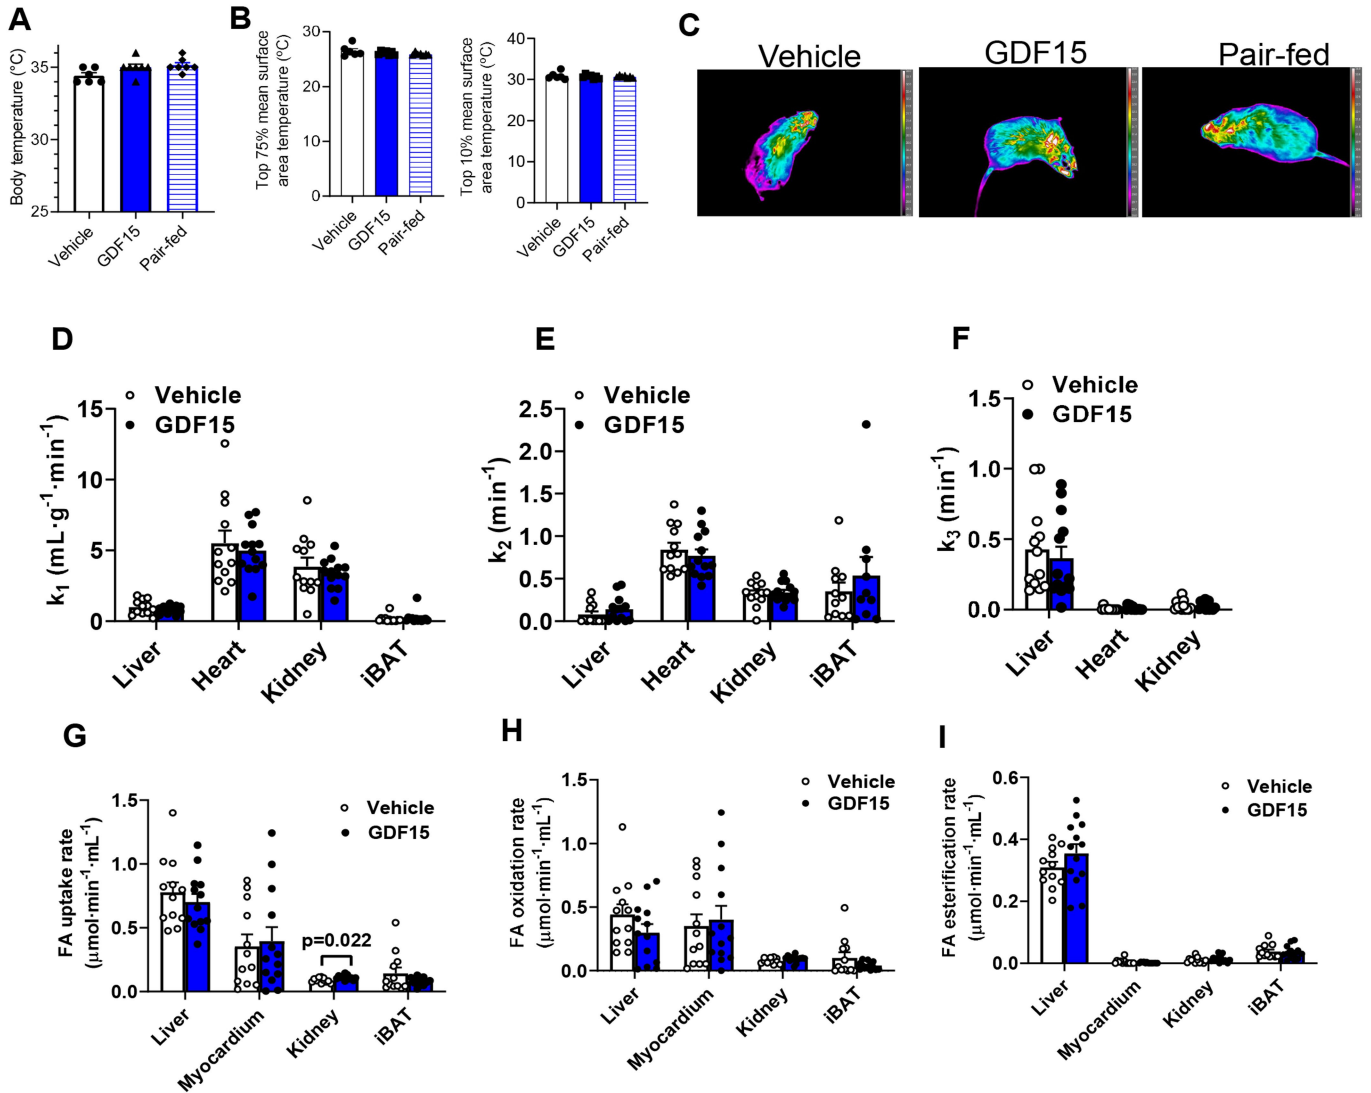 A
Body temperature (°C)
35
30
25
Vehicle
GDF15
Pair-fed
B
Top 75% mean surface
area temperature (°C)
30
20
10
0
Vehicle
GDF15
Pair-fed
Top 10% mean surface
area temperature (°C)
40
30
20
10
0
Vehicle
GDF15
Pair-fed
C
Vehicle
GDF15
Pair-fed
D
Vehicle
GDF15
k1 (mL·g-1·min-1)
15
10
5
0
Liver
Heart
Kidney
iBAT
E
Vehicle
GDF15
k2 (min-1)
2.5
2.0
1.5
1.0
0.5
0.0
Liver
Heart
Kidney
iBAT
F
Vehicle
GDF15
k3 (min-1)
1.5
1.0
0.5
0.0
Liver
Heart
Kidney
G
Vehicle
GDF15
FA uptake rate
(µmol·min-1·mL-1)
1.5
1.0
0.5
0.0
p=0.022
Liver
Myocardium
Kidney
iBAT
H
Vehicle
GDF15
FA oxidation rate
(µmol·min-1·mL-1)
1.5
1.0
0.5
0.0
Liver
Myocardium
Kidney
iBAT
I
Vehicle
GDF15
FA esterification rate
(µmol·min-1·mL-1)
0.6
0.4
0.2
0.0
Liver
Myocardium
Kidney
iBAT